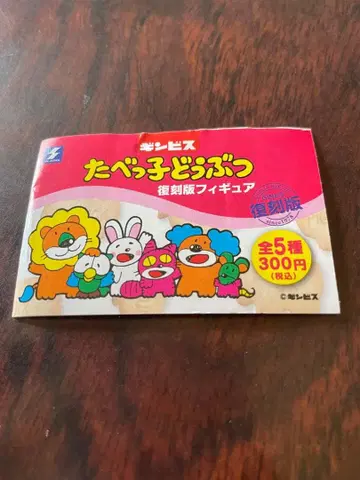 ギンビス
たべっ子どうぶつ
復刻版フィギュア
復刻版
全5種
300円
(税込)
©ギンビス